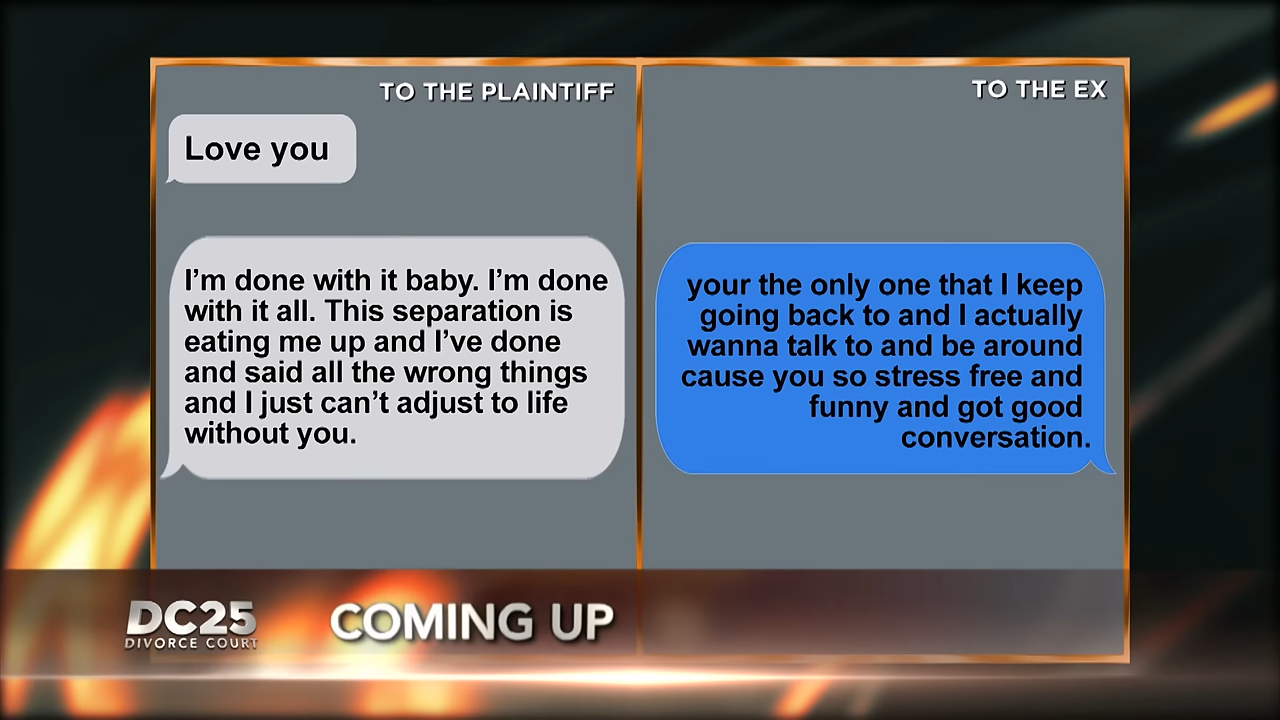 TO THE PLAINTIFF
Love you
I’m done with it baby. I’m done
with it all. This separation is
eating me up and I’ve done
and said all the wrong things
and I just can’t adjust to life
without you.
TO THE EX
your the only one that I keep
going back to and I actually
wanna talk to and be around
cause you so stress free and
funny and got good
conversation.
DC25
DIVORCE COURT
COMING UP